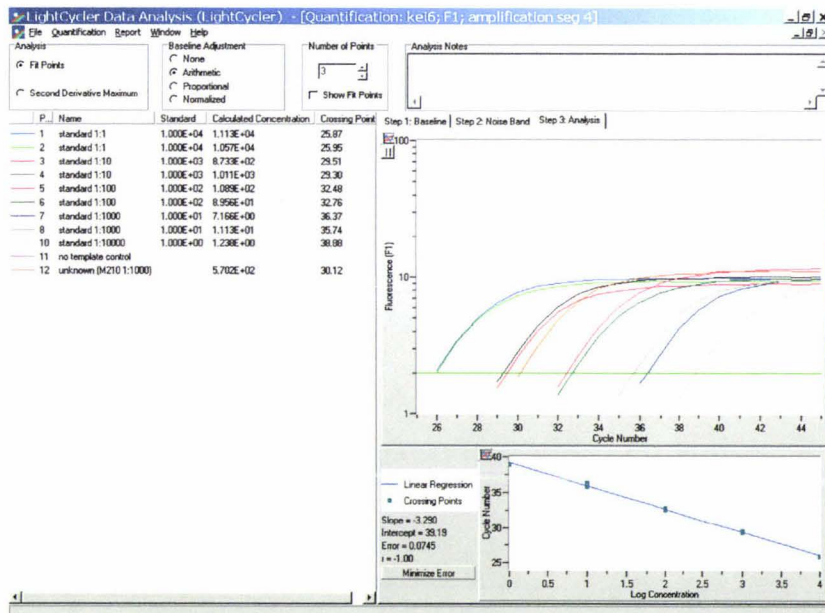 LightCycler Data Analysis (LightCycler) - [Quantification: kel6; F1; amplification seg 4]
File Quantification Report Window Help
Analysis
Fit Points
Second Derivative Maximum
Baseline Adjustment
None
Arithmetic
Proportional
Normalized
Number of Points
3
Show Fit Points
Analysis Notes
P... Name Standard Calculated Concentration Crossing Point
1 standard 1:1 1.000E+04 1.113E+04 25.87
2 standard 1:1 1.000E+04 1.057E+04 25.95
3 standard 1:10 1.000E+03 8.733E+02 29.51
4 standard 1:10 1.000E+03 1.011E+03 29.30
5 standard 1:100 1.000E+02 1.089E+02 32.48
6 standard 1:100 1.000E+02 8.956E+01 32.76
7 standard 1:1000 1.000E+01 7.166E+00 36.37
8 standard 1:1000 1.000E+01 1.113E+01 35.74
10 standard 1:10000 1.000E+00 1.238E+00 38.88
11 no template control
12 unknown (M210 1:1000) 5.702E+02 30.12
Step 1: Baseline Step 2: Noise Band Step 3: Analysis
100
10
1
Fluorescence (F1)
26 28 30 32 34 36 38 40 42 44
Cycle Number
Linear Regression
Crossing Points
Slope = -3.290
Intercept = 39.19
Error = 0.0745
r = -1.00
Minimize Error
40
35
30
25
Cycle Number
0 0.5 1 1.5 2 2.5 3 3.5 4
Log Concentration